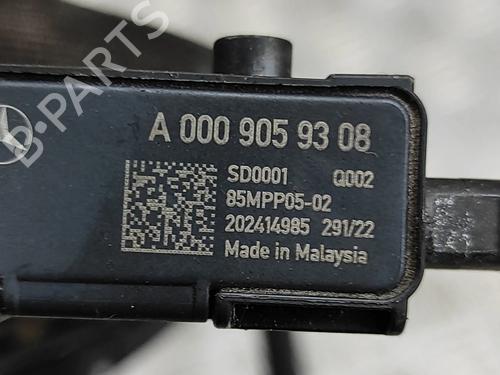 B-PARTS
A 000 905 93 08
SD0001 Q002
85MPP05-02
202414985 291/22
Made in Malaysia